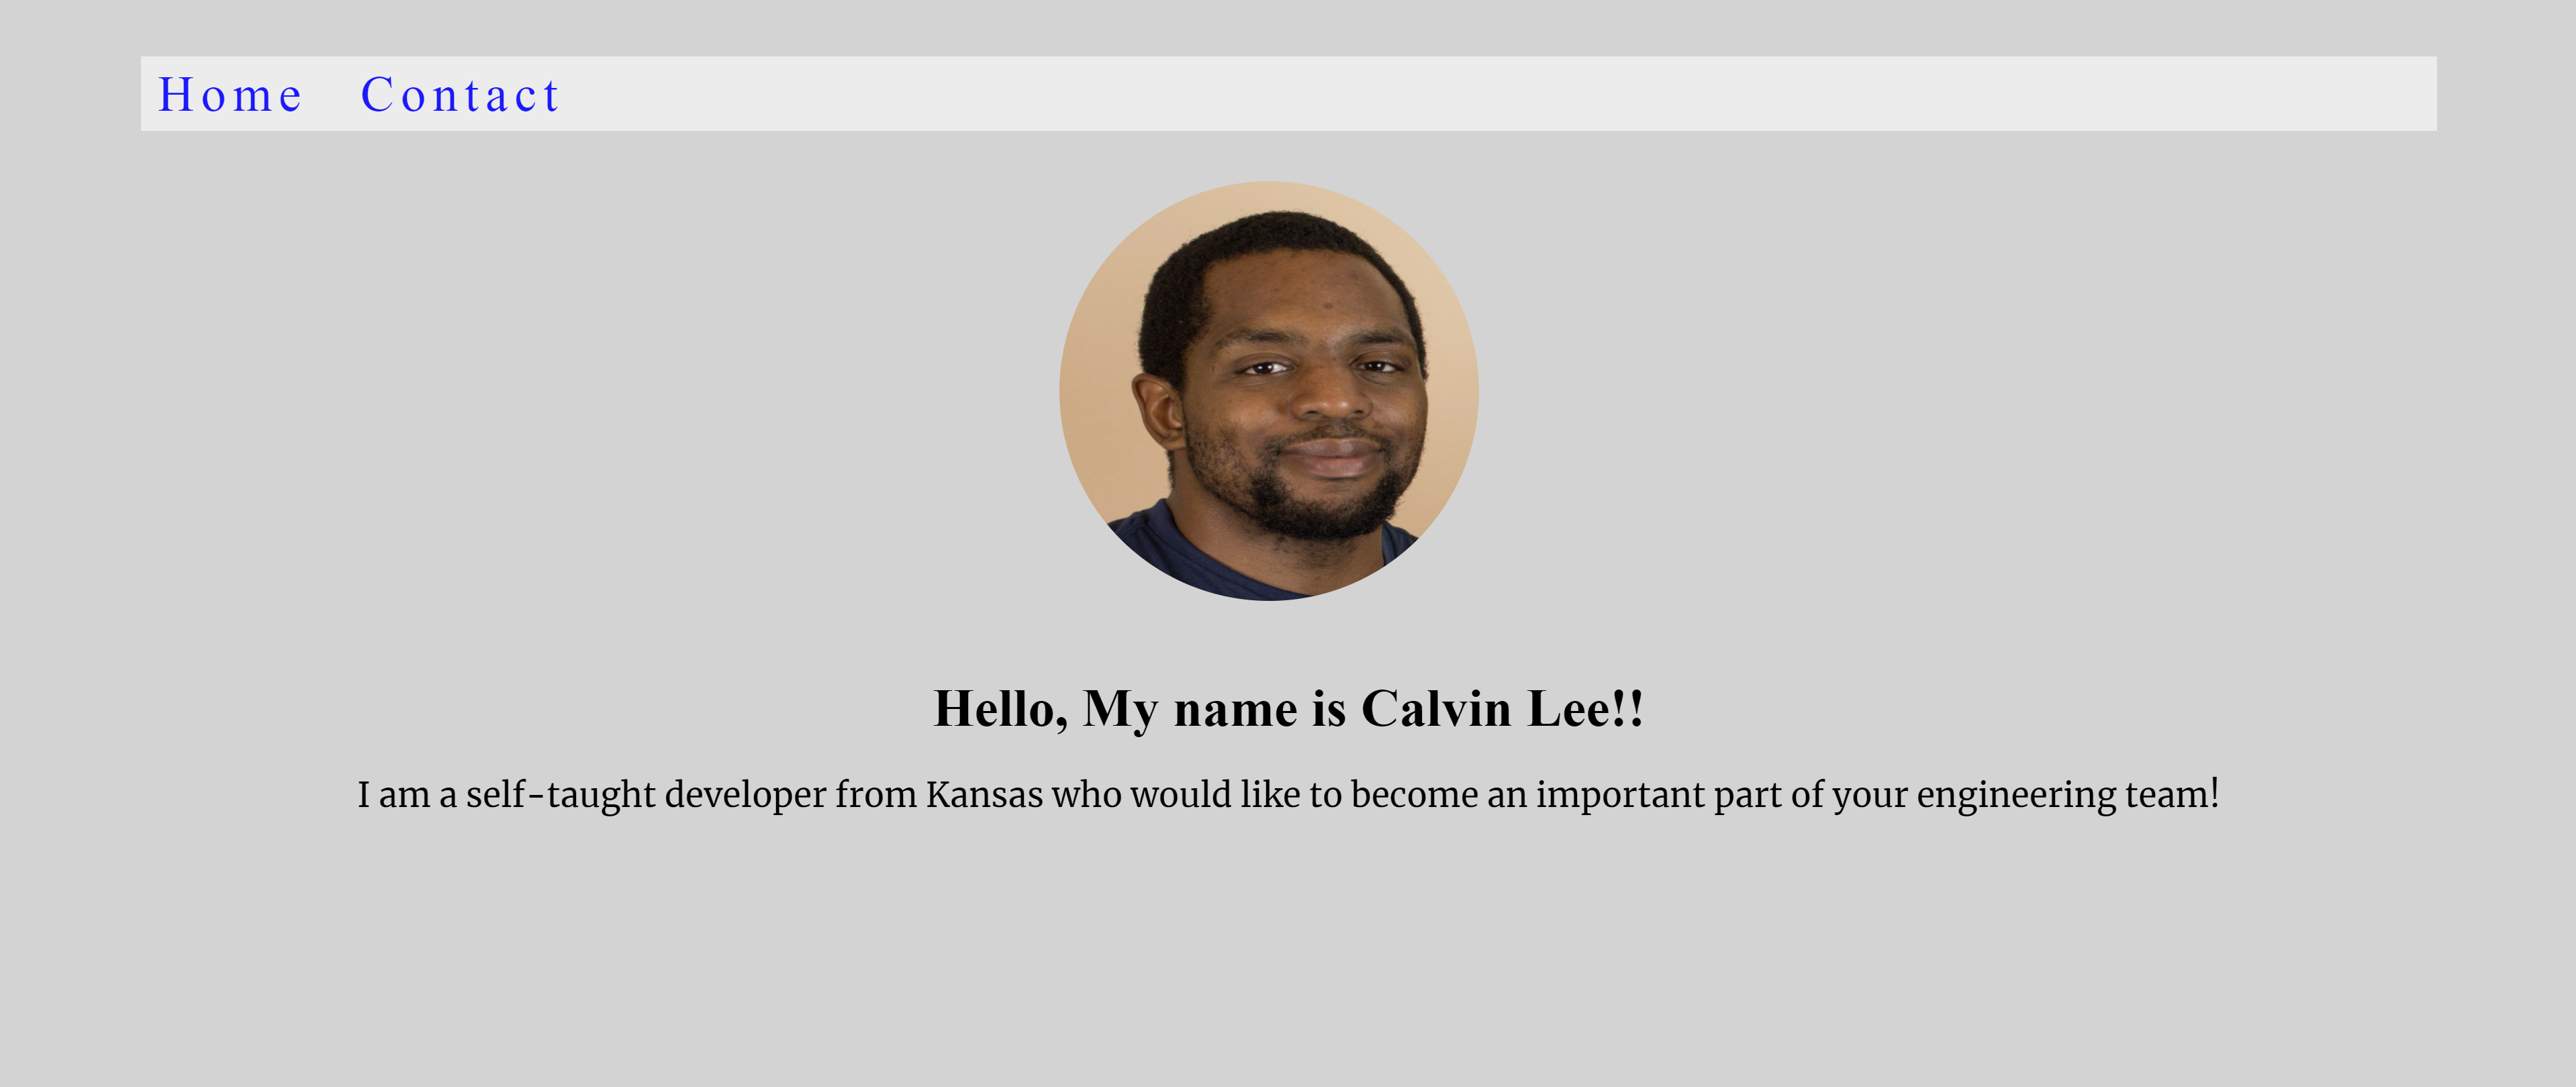 Home Contact
Hello, My name is Calvin Lee!!
I am a self-taught developer from Kansas who would like to become an important part of your engineering team!